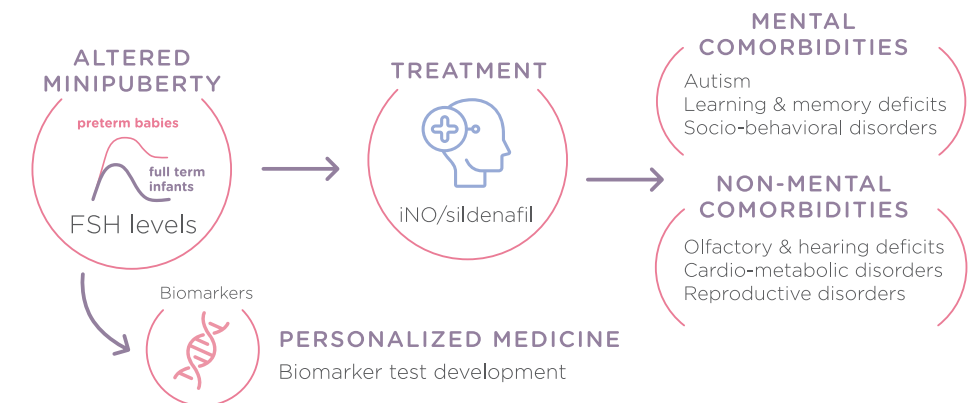 ALTERED
MINIPUBERTY
preterm babies
full term
infants
FSH levels
TREATMENT
iNO/sildenafil
MENTAL
COMORBIDITIES
Autism
Learning & memory deficits
Socio-behavioral disorders
NON-MENTAL
COMORBIDITIES
Olfactory & hearing deficits
Cardio-metabolic disorders
Reproductive disorders
Biomarkers
PERSONALIZED MEDICINE
Biomarker test development